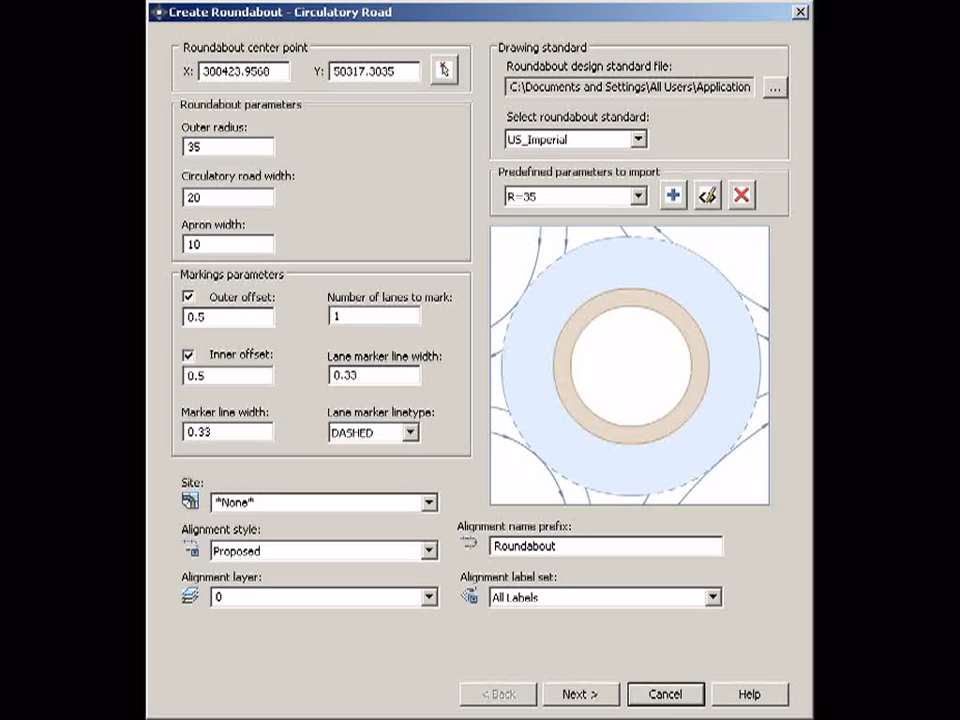 Create Roundabout - Circulatory Road
Roundabout center point
X: 300423.9560 Y: 50317.3035
Roundabout parameters
Outer radius:
35
Circulatory road width:
20
Apron width:
10
Markings parameters
Outer offset:
0.5
Number of lanes to mark:
1
Inner offset:
0.5
Lane marker line width:
0.33
Marker line width:
0.33
Lane marker linetype:
DASHED
Drawing standard
Roundabout design standard file:
C:\Documents and Settings\All Users\Application
...
Select roundabout standard:
US_Imperial
Predefined parameters to import
R=35
Site:
*None*
Alignment style:
Proposed
Alignment layer:
0
Alignment name prefix:
Roundabout
Alignment label set:
All Labels
< Back Next > Cancel Help